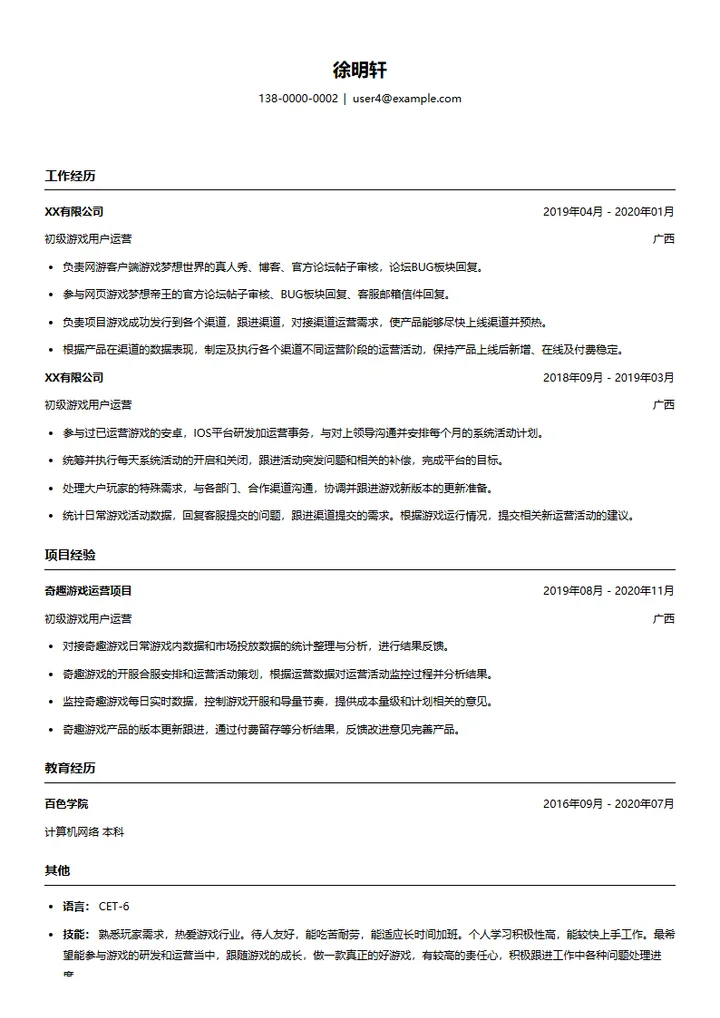 徐明轩
138-0000-0002 | user4@example.com
工作经历
XX有限公司 2019年04月 - 2020年01月
初级游戏用户运营 广西
• 负责网游客户端游戏梦想世界的真人秀、博客、官方论坛帖子审核，论坛BUG板块回复。
• 参与网页游戏梦想帝王的官方论坛帖子审核、BUG板块回复、客服邮箱信件回复。
• 负责项目游戏成功发行到各个渠道，跟进渠道，对接渠道运营需求，使产品能够尽快上线渠道并预热。
• 根据产品在渠道的数据表现，制定及执行各个渠道不同运营阶段的运营活动，保持产品上线后新增、在线及付费稳定。
XX有限公司 2018年09月 - 2019年03月
初级游戏用户运营 广西
• 参与过已运营游戏的安卓，IOS平台研发加运营事务，与对上领导沟通并安排每个月的系统活动计划。
• 统筹并执行每天系统活动的开启和关闭，跟进活动突发问题和相关的补偿，完成平台的目标。
• 处理大户玩家的特殊需求，与各部门、合作渠道沟通，协调并跟进游戏新版本的更新准备。
• 统计日常游戏活动数据，回复客服提交的问题，跟进渠道提交的需求。根据游戏运行情况，提交相关新运营活动的建议。
项目经验
奇趣游戏运营项目 2019年08月 - 2020年11月
初级游戏用户运营 广西
• 对接奇趣游戏日常游戏内数据和市场投放数据的统计整理与分析，进行结果反馈。
• 奇趣游戏的开服合服安排和运营活动策划，根据运营数据对运营活动监控过程并分析结果。
• 监控奇趣游戏每日实时数据，控制游戏开服和导量节奏，提供成本量级和计划相关的意见。
• 奇趣游戏产品的版本更新跟进，通过付费留存等分析结果，反馈改进意见完善产品。
教育经历
百色学院 2016年09月 - 2020年07月
计算机网络 本科
其他
• 语言： CET-6
• 技能： 熟悉玩家需求，热爱游戏行业。待人友好，能吃苦耐劳，能适应长时间加班。个人学习积极性高，能较快上手工作。最希
望能参与游戏的研发和运营当中，跟随游戏的成长，做一款真正的好游戏，有较高的责任心，积极跟进工作中各种问题处理进